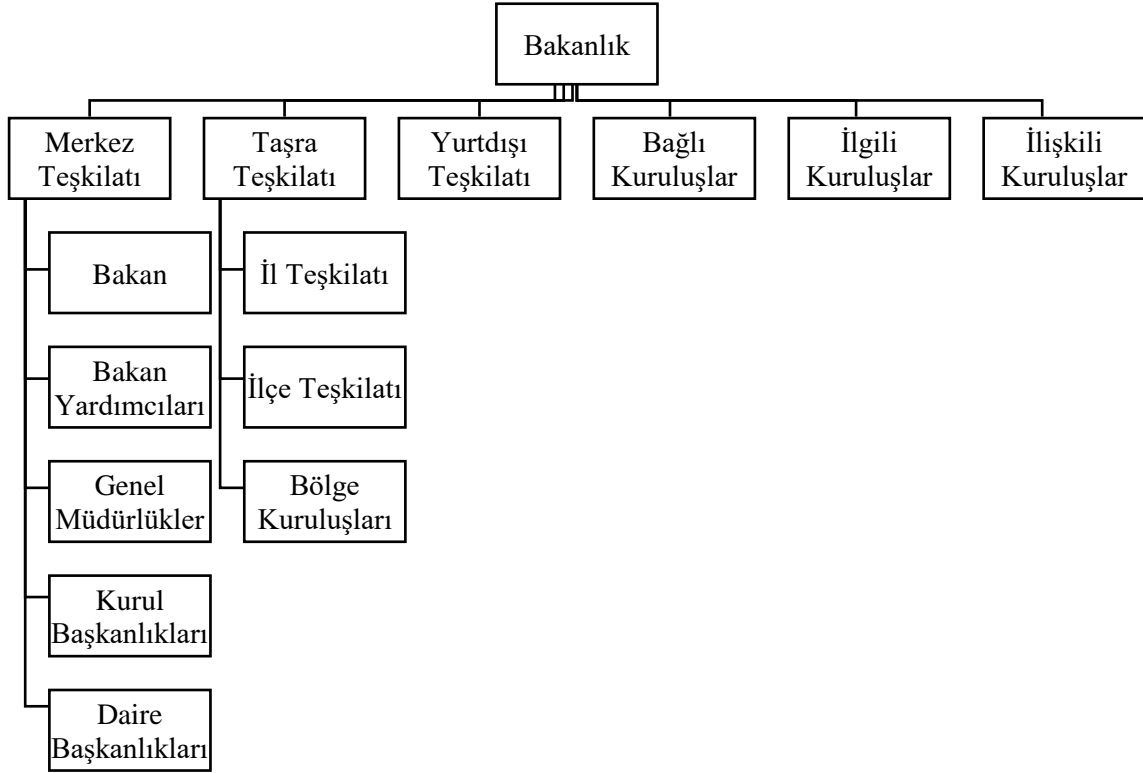 Bakanlık
Merkez
Teşkilatı
Taşra
Teşkilatı
Yurtdışı
Teşkilatı
Bağlı
Kuruluşlar
İlgili
Kuruluşlar
İlişkili
Kuruluşlar
Bakan
Bakan
Yardımcıları
Genel
Müdürlükler
Kurul
Başkanlıkları
Daire
Başkanlıkları
İl Teşkilatı
İlçe Teşkilatı
Bölge
Kuruluşları